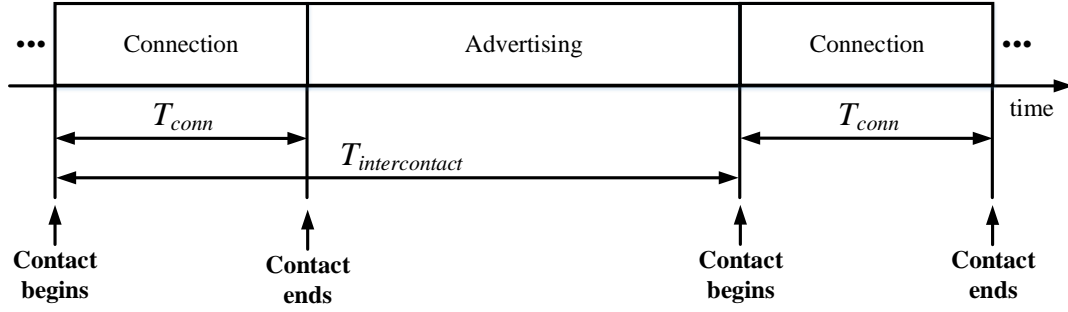 ••• Connection Advertising Connection •••
time
T_conn T_conn
T_intercontact
Contact begins
Contact ends
Contact begins
Contact ends